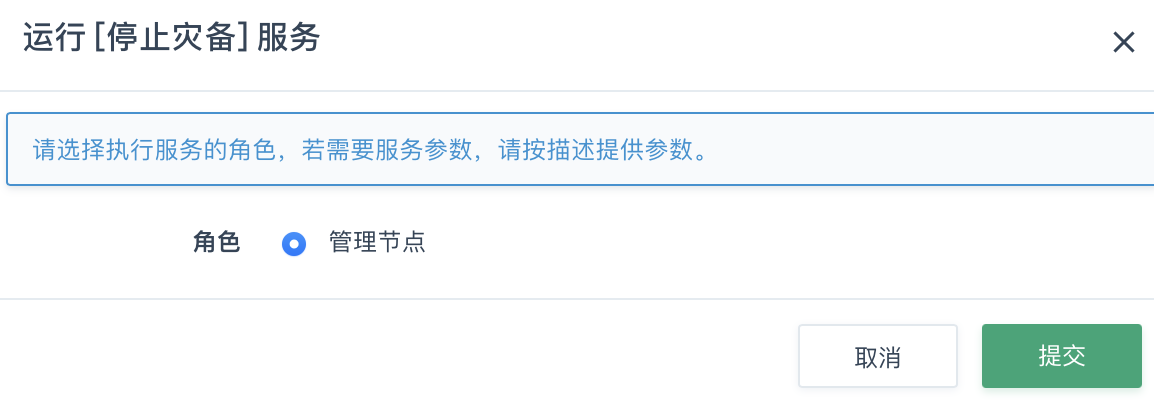 运行 [停止灾备] 服务
请选择执行服务的角色，若需要服务参数，请按描述提供参数。
角色 管理节点
取消 提交